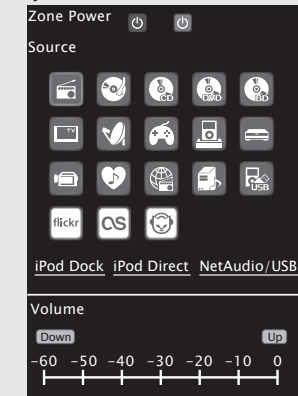 Zone Power
Source
CD DVD BD
TV
USB
flickr
iPod Dock iPod Direct NetAudio/USB
Volume
Down Up
-60 -50 -40 -30 -20 -10 0